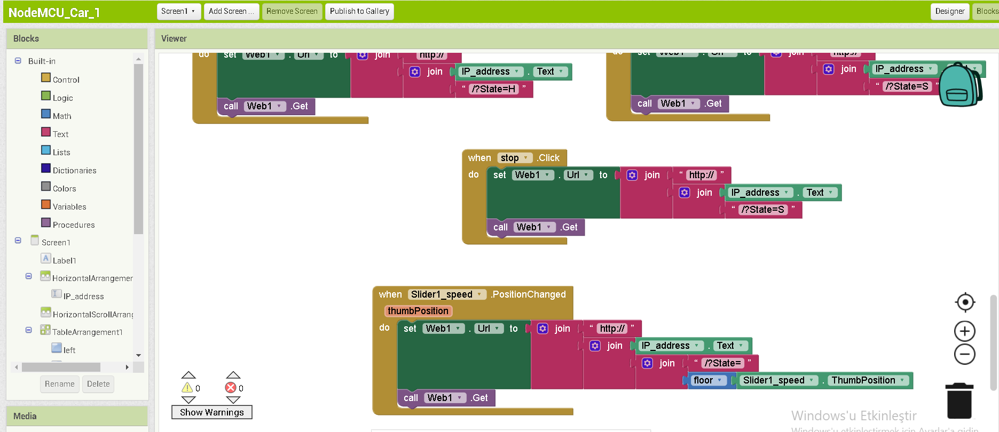 NodeMCU_Car_1
Screen1 Add Screen ... Remove Screen Publish to Gallery Designer Blocks
Blocks
Viewer
Built-in
Control
Logic
Math
Text
Lists
Dictionaries
Colors
Variables
Procedures
Screen1
Label1
HorizontalArrangemen
IP_address
HorizontalScrollArrang
TableArrangement1
left
Rename Delete
Media
do set Web1 . Url to join http://
join IP_address . Text
“ /?State=H ”
call Web1 .Get
do set Web1 . Url to join http://
join IP_address . Text
“ /?State=S ”
call Web1 .Get
when stop .Click
do set Web1 . Url to join “ http:// ”
join IP_address . Text
“ /?State=S ”
call Web1 .Get
when Slider1_speed .PositionChanged
thumbPosition
do set Web1 . Url to join “ http:// ”
join IP_address . Text
join “ /?State= ”
floor Slider1_speed . ThumbPosition
call Web1 .Get
0 0
Show Warnings
Windows'u Etkinleştir
Windows'u etkinleştirmek için Ayarlar'a gidin